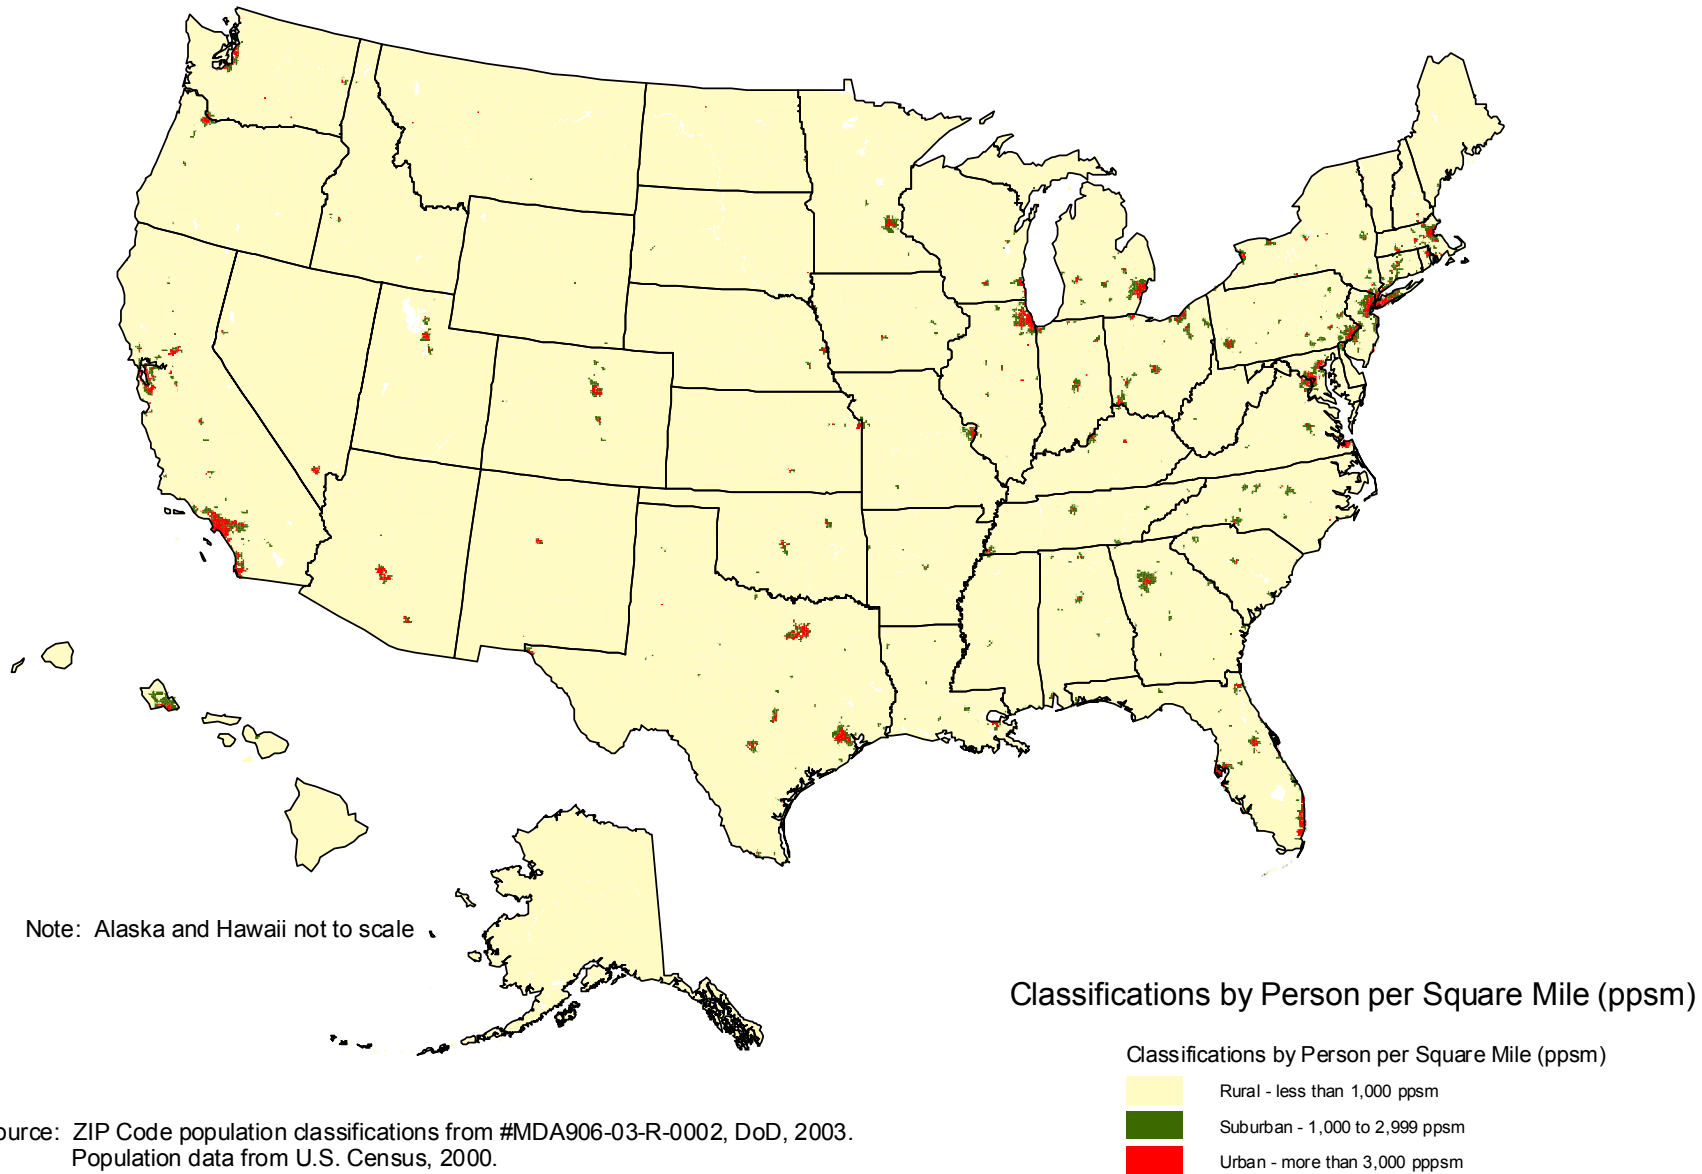 Note: Alaska and Hawaii not to scale
Classifications by Person per Square Mile (ppsm)
Classifications by Person per Square Mile (ppsm)
Rural - less than 1,000 ppsm
Suburban - 1,000 to 2,999 ppsm
Urban - more than 3,000 pppsm
ource: ZIP Code population classifications from #MDA906-03-R-0002, DoD, 2003.
Population data from U.S. Census, 2000.